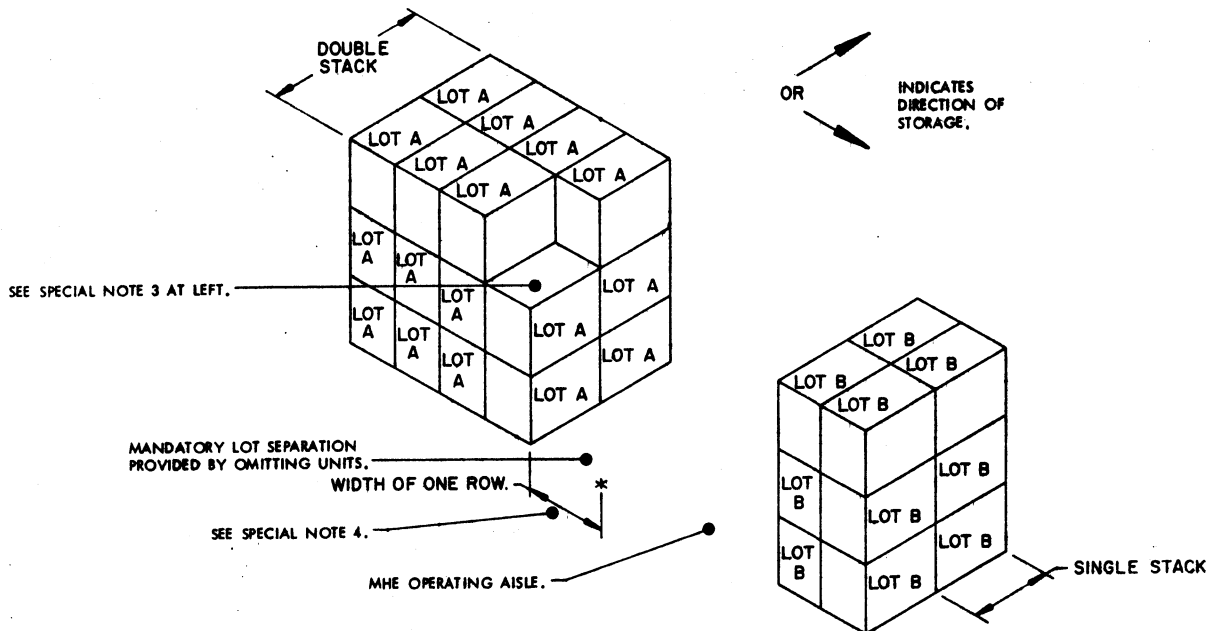 DOUBLE
STACK
OR
INDICATES
DIRECTION OF
STORAGE.
LOT A
LOT A
LOT A
LOT A
LOT A
LOT A
LOT A
LOT
A
LOT
A
LOT
A
LOT
A
LOT
A
LOT
A
LOT A
LOT A
LOT A
LOT A
SEE SPECIAL NOTE 3 AT LEFT.
MANDATORY LOT SEPARATION
PROVIDED BY OMITTING UNITS.
WIDTH OF ONE ROW.
*
SEE SPECIAL NOTE 4.
MHE OPERATING AISLE.
LOT B
LOT B
LOT B
LOT B
LOT
B
LOT
B
LOT B
LOT B
LOT B
LOT B
SINGLE STACK